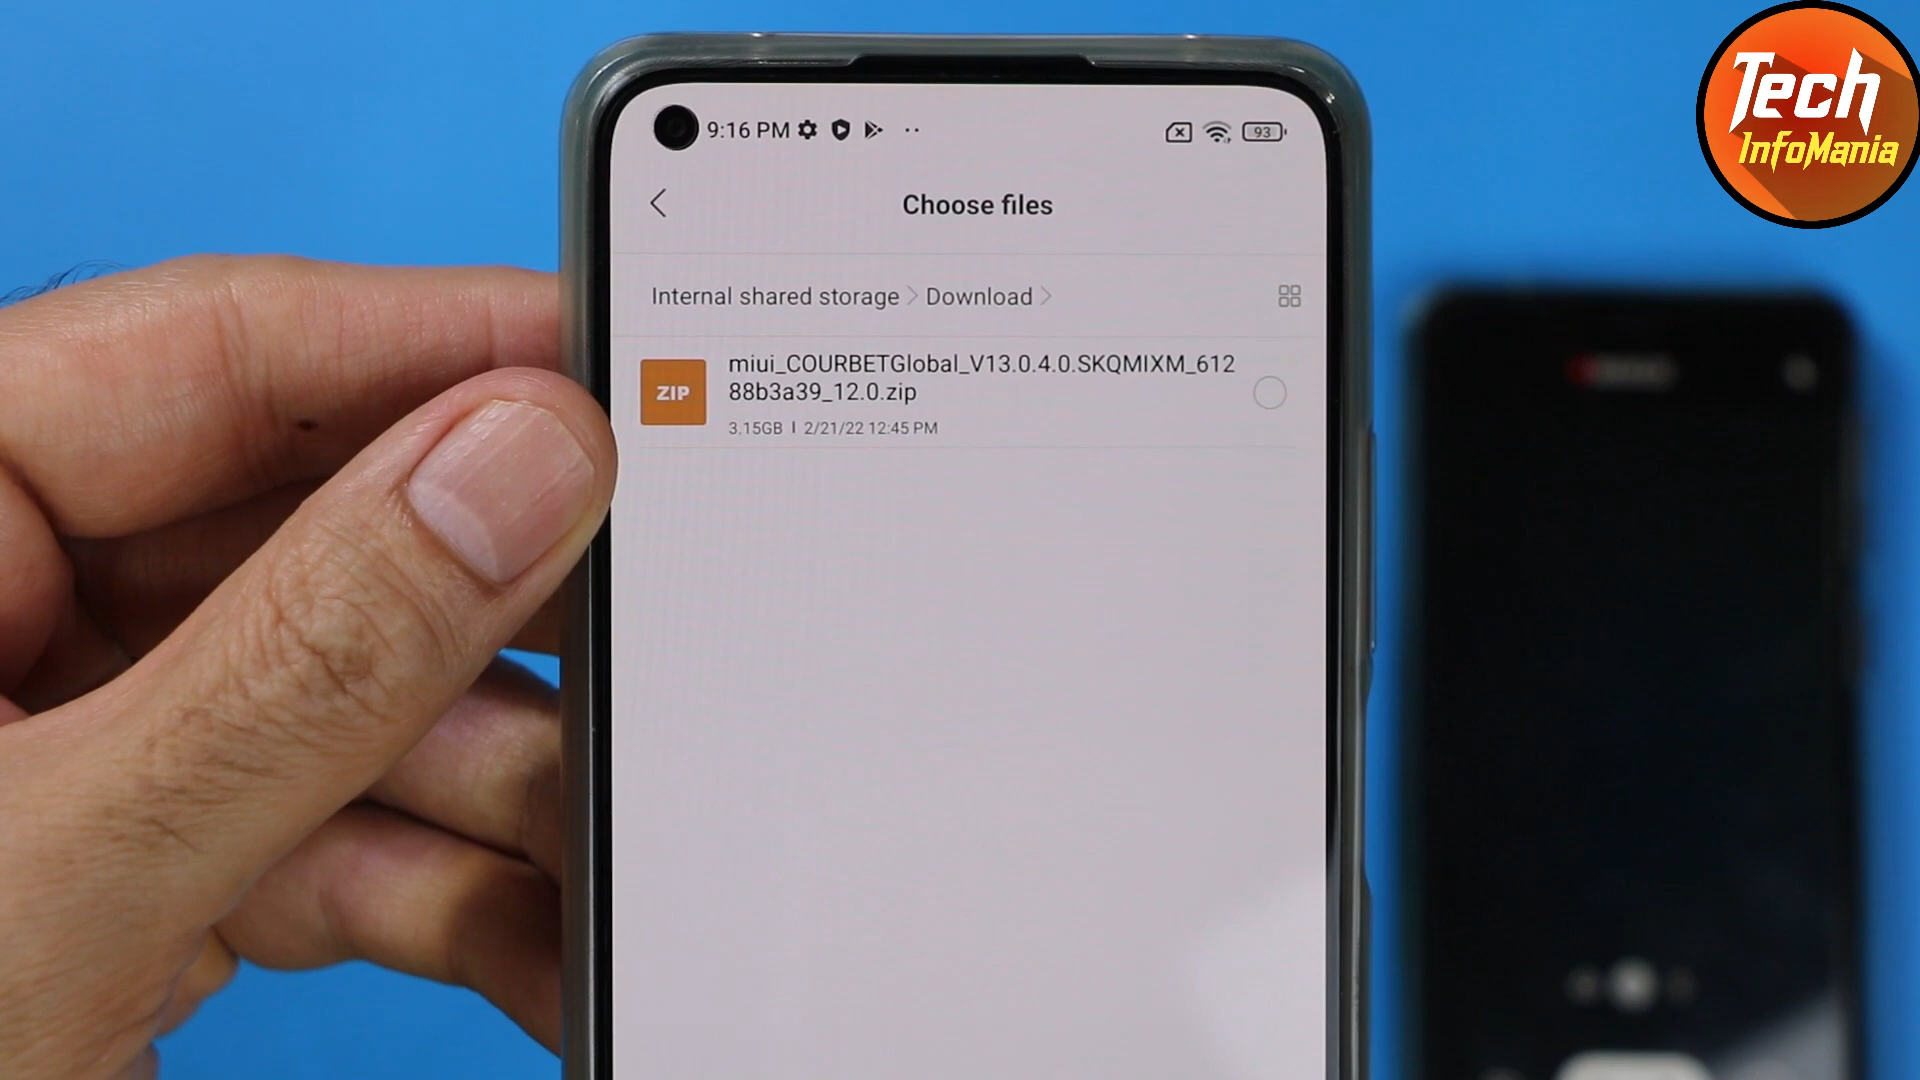 Tech
InfoMania
9:16 PM
93
Choose files
Internal shared storage > Download >
ZIP
miui_COURBETGlobal_V13.0.4.0.SKQMIXM_612
88b3a39_12.0.zip
3.15GB | 2/21/22 12:45 PM